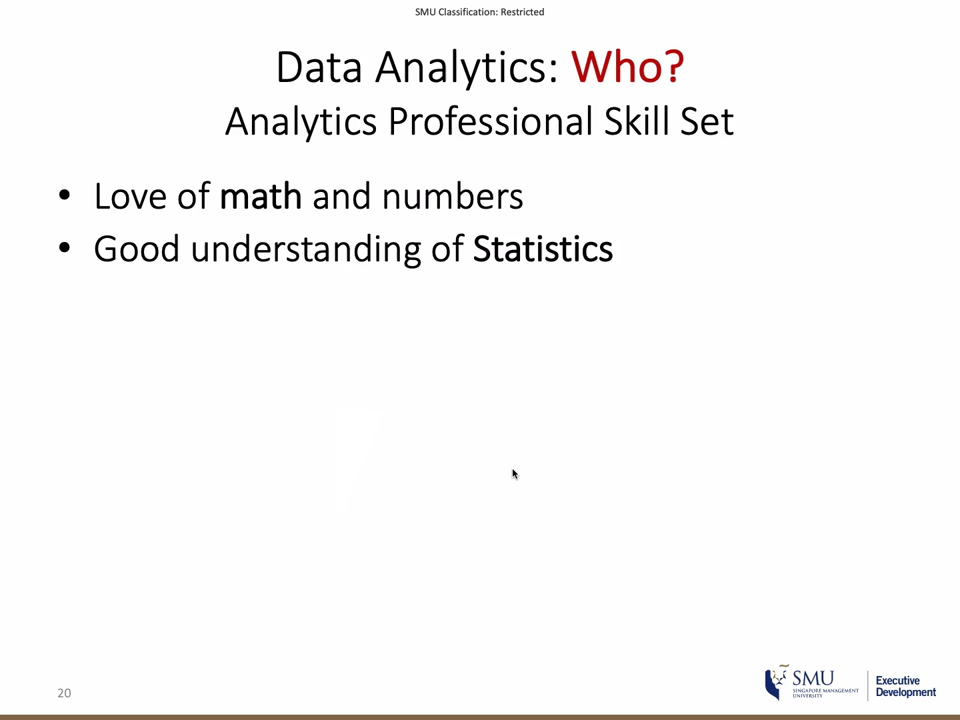 SMU Classification: Restricted
Data Analytics: Who?
Analytics Professional Skill Set
• Love of math and numbers
• Good understanding of Statistics
20
SMU
SINGAPORE MANAGEMENT
UNIVERSITY
Executive
Development